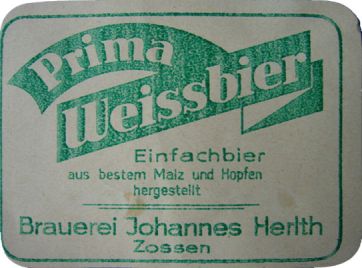 Prima
Weissbier
Einfachbier
aus bestem Malz und Hopfen
hergestellt
Brauerei Johannes Herlth
Zossen